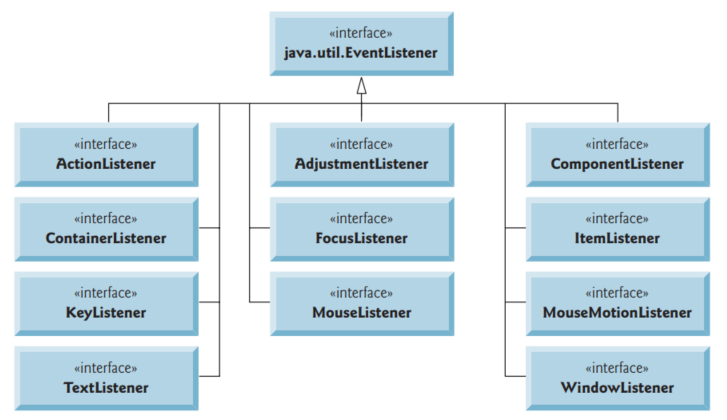 «interface»
java.util.EventListener
«interface»
ActionListener
«interface»
AdjustmentListener
«interface»
ComponentListener
«interface»
ContainerListener
«interface»
FocusListener
«interface»
ItemListener
«interface»
KeyListener
«interface»
MouseListener
«interface»
MouseMotionListener
«interface»
TextListener
«interface»
WindowListener